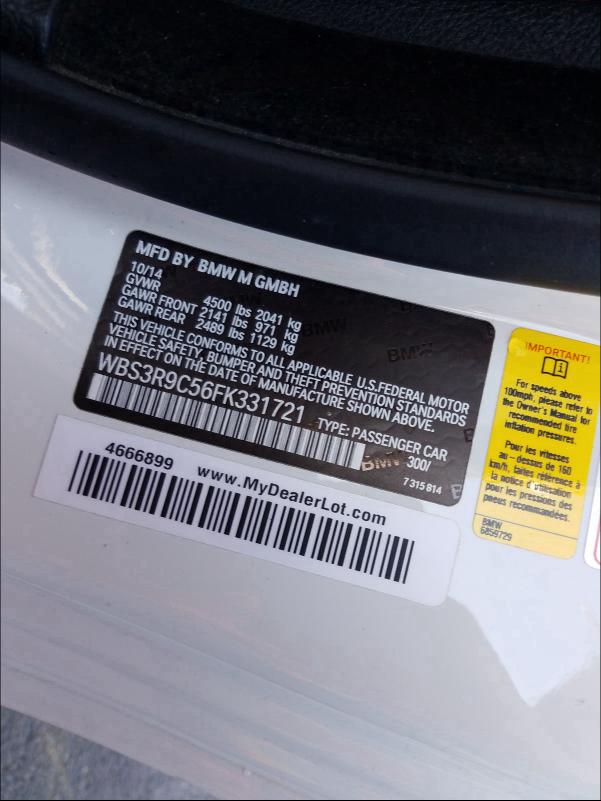 MFD BY BMW M GMBH
10/14
GVWR 4500 lbs 2041 kg
GAWR FRONT 2141 lbs 971 kg
GAWR REAR 2489 lbs 1129 kg
THIS VEHICLE CONFORMS TO ALL APPLICABLE U.S.FEDERAL MOTOR
VEHICLE SAFETY, BUMPER AND THEFT PREVENTION STANDARDS
IN EFFECT ON THE DATE OF MANUFACTURE SHOWN ABOVE.
WBS3R9C56FK331721 TYPE: PASSENGER CAR
300/
7 315 814
BMW
BMW
BMW
4666899 www.MyDealerLot.com
IMPORTANT!
For speeds above
100mph, please refer to
the Owner's Manual for
recommended tire
inflation pressures.
Pour les vitesses
au - dessus de 160
km/h, faites référence à
la notice d'utilisation
pour les pressions des
pneus recommandées.
BMW
6859729